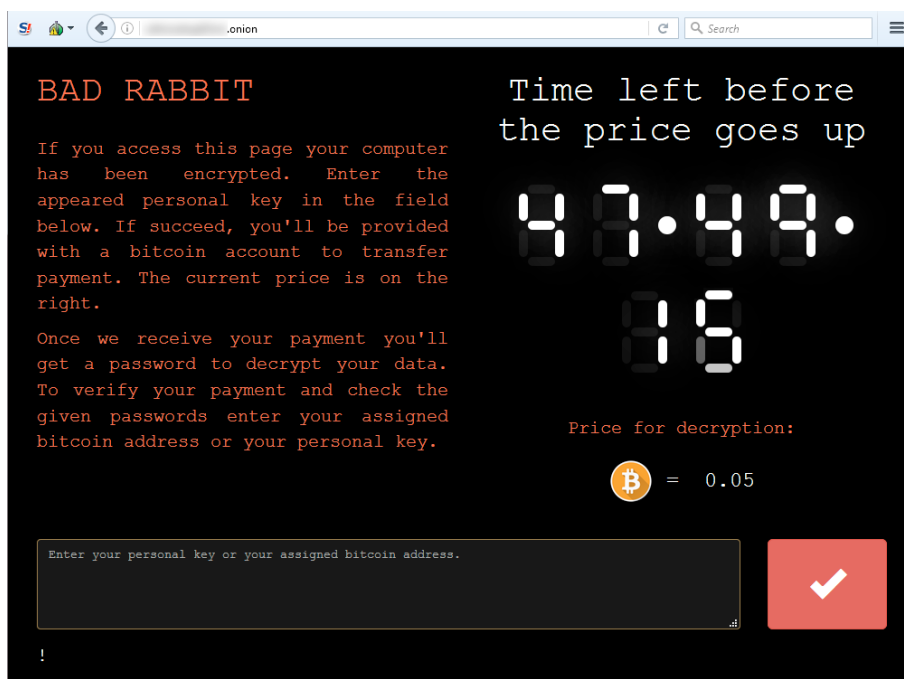 S!
.onion
Search
BAD RABBIT
If you access this page your computer
has been encrypted. Enter the
appeared personal key in the field
below. If succeed, you'll be provided
with a bitcoin account to transfer
payment. The current price is on the
right.
Once we receive your payment you'll
get a password to decrypt your data.
To verify your payment and check the
given passwords enter your assigned
bitcoin address or your personal key.
Time left before
the price goes up
47.49.
15
Price for decryption:
= 0.05
Enter your personal key or your assigned bitcoin address.
!